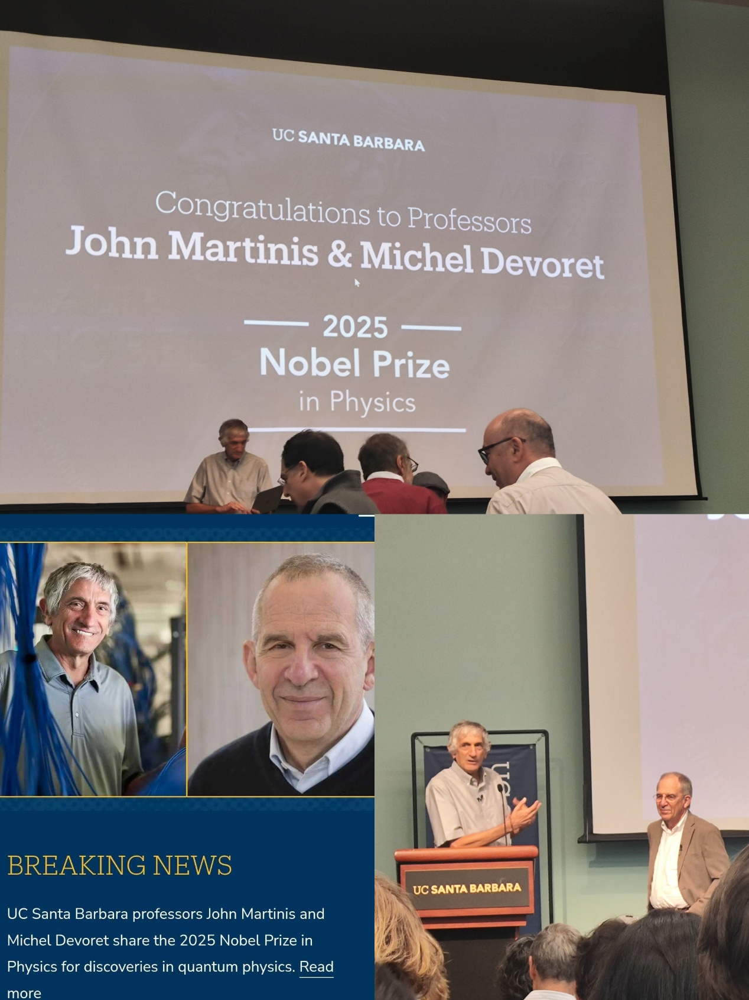 UC SANTA BARBARA
Congratulations to Professors
John Martinis & Michel Devoret
2025
Nobel Prize
in Physics
BREAKING NEWS
UC Santa Barbara professors John Martinis and
Michel Devoret share the 2025 Nobel Prize in
Physics for discoveries in quantum physics. Read
more
UC SANTA BARBARA